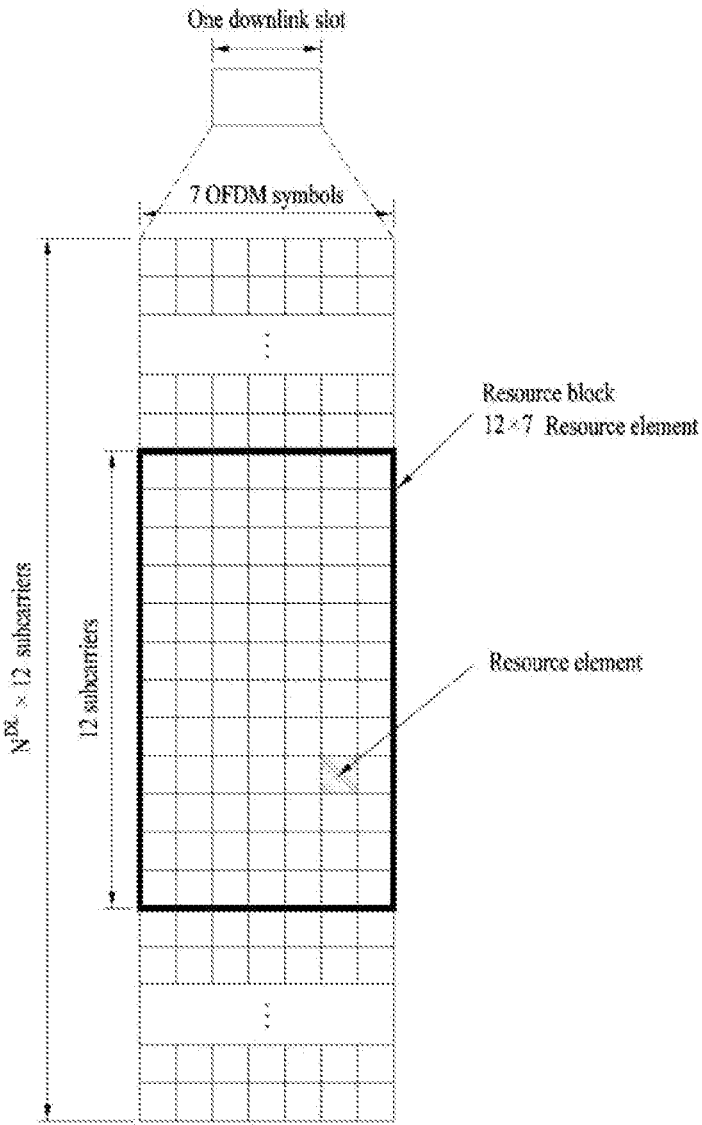 One downlink slot
7 OFDM symbols
Resource block
12×7 Resource element
Resource element
12 subcarriers
N^DL × 12 subcarriers